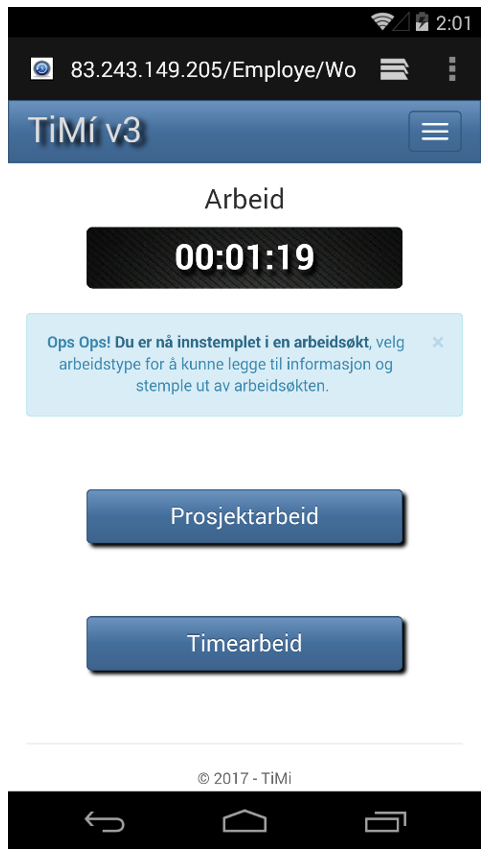 2:01
83.243.149.205/Employe/Wo
TiMí v3
Arbeid
00:01:19
Ops Ops! Du er nå innstemplet i en arbeidsøkt, velg
arbeidstype for å kunne legge til informasjon og
stemple ut av arbeidsøkten.
×
Prosjektarbeid
Timearbeid
© 2017 - TiMi